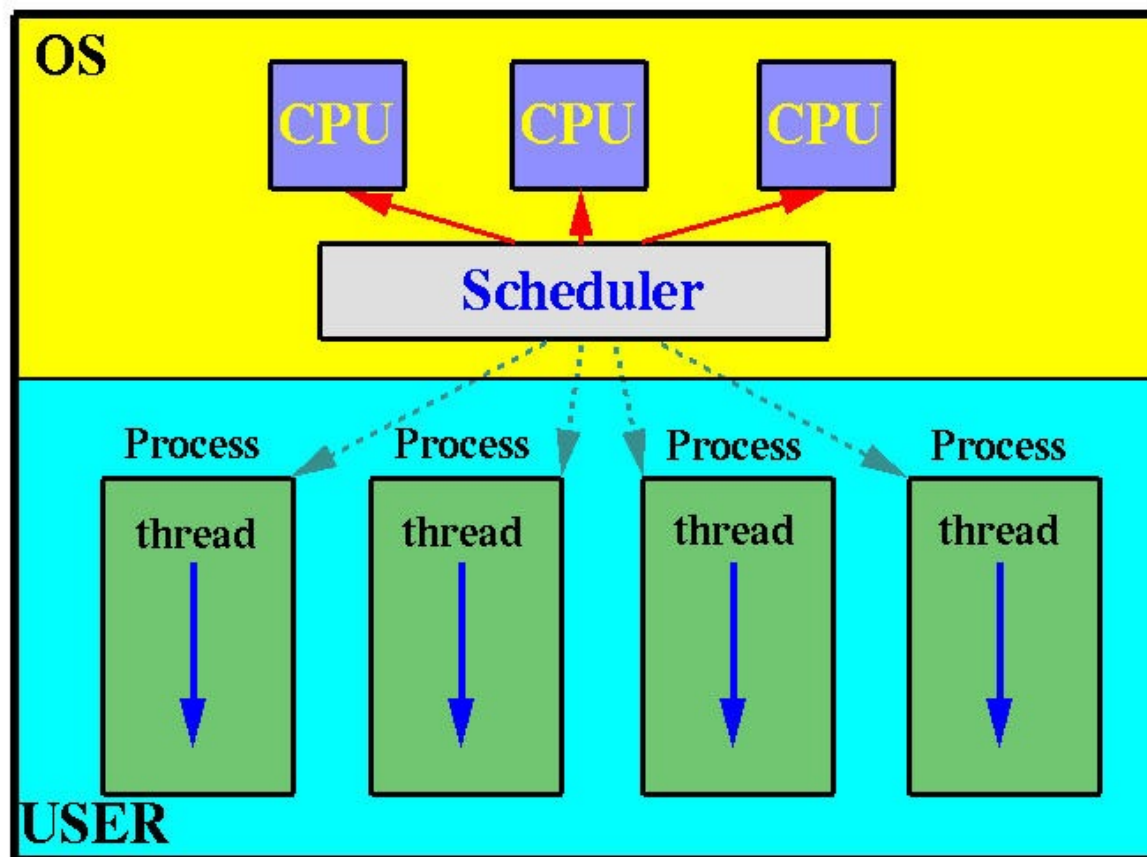 OS
CPU CPU CPU
Scheduler
Process Process Process Process
thread thread thread thread
USER